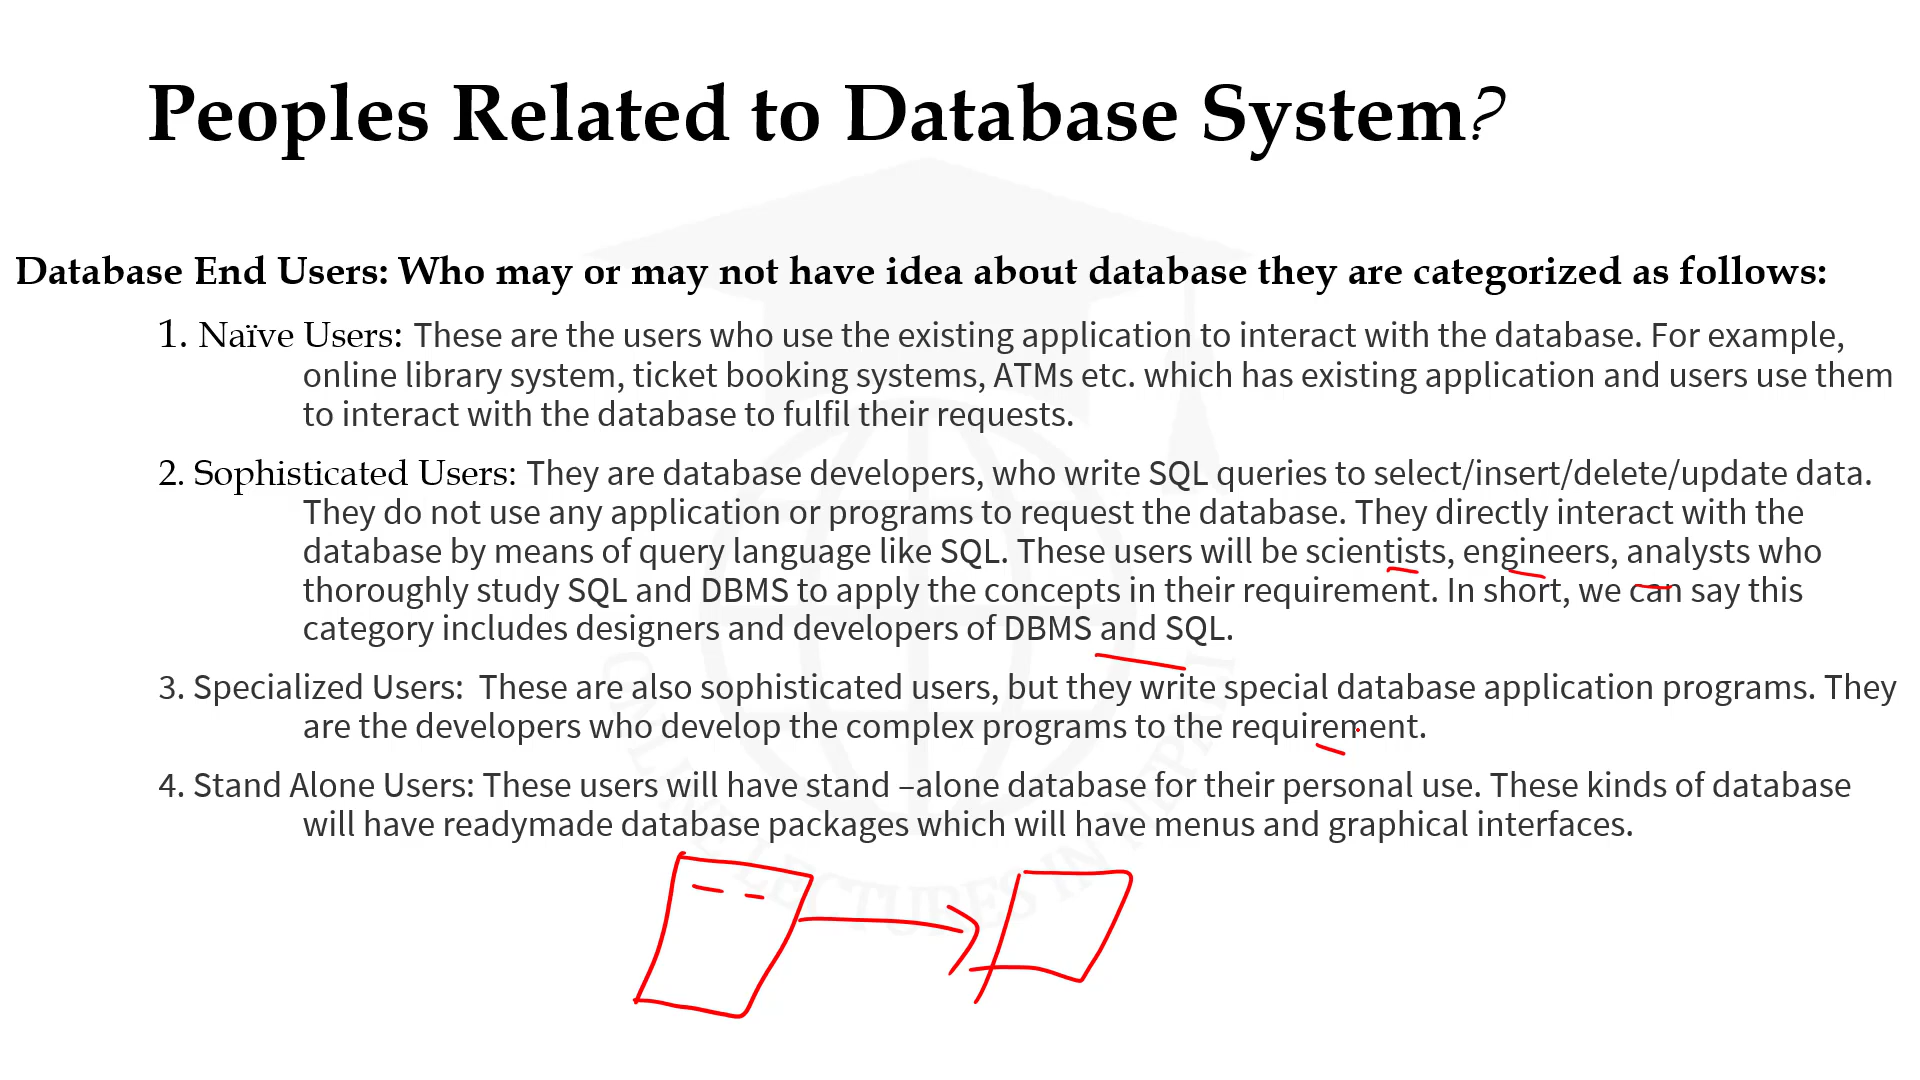 Peoples Related to Database System?
Database End Users: Who may or may not have idea about database they are categorized as follows:
1. Naïve Users: These are the users who use the existing application to interact with the database. For example,
online library system, ticket booking systems, ATMs etc. which has existing application and users use them
to interact with the database to fulfil their requests.
2. Sophisticated Users: They are database developers, who write SQL queries to select/insert/delete/update data.
They do not use any application or programs to request the database. They directly interact with the
database by means of query language like SQL. These users will be scientists, engineers, analysts who
thoroughly study SQL and DBMS to apply the concepts in their requirement. In short, we can say this
category includes designers and developers of DBMS and SQL.
3. Specialized Users: These are also sophisticated users, but they write special database application programs. They
are the developers who develop the complex programs to the requirement.
4. Stand Alone Users: These users will have stand –alone database for their personal use. These kinds of database
will have readymade database packages which will have menus and graphical interfaces.
ONLINE LECTURES IN NEPALI